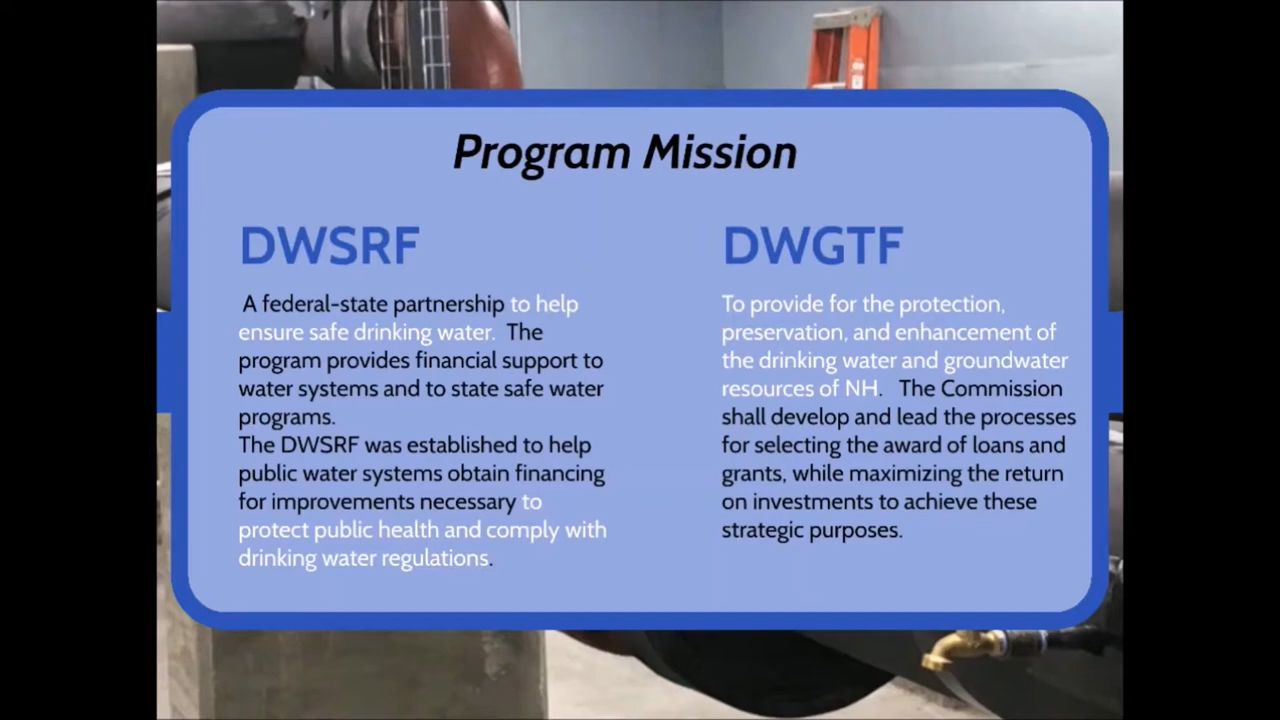 Program Mission
DWSRF
A federal-state partnership to help
ensure safe drinking water. The
program provides financial support to
water systems and to state safe water
programs.
The DWSRF was established to help
public water systems obtain financing
for improvements necessary to
protect public health and comply with
drinking water regulations.
DWGTF
To provide for the protection,
preservation, and enhancement of
the drinking water and groundwater
resources of NH. The Commission
shall develop and lead the processes
for selecting the award of loans and
grants, while maximizing the return
on investments to achieve these
strategic purposes.